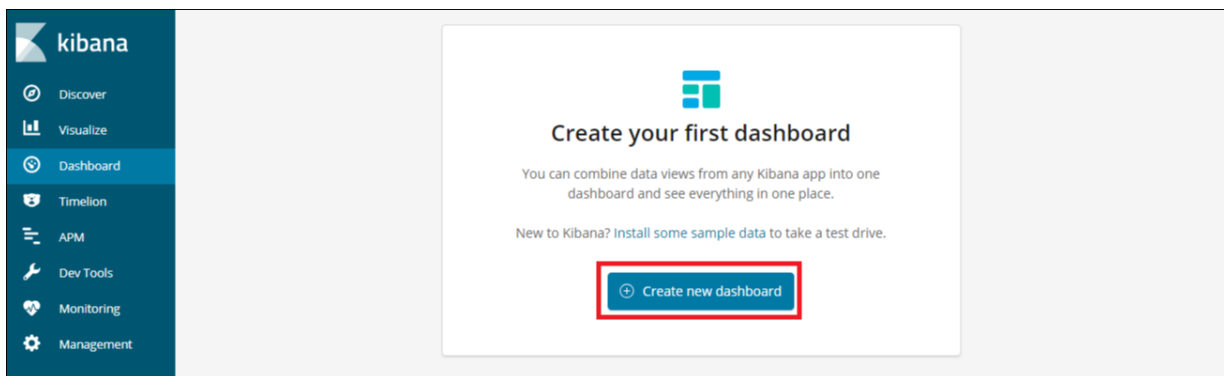 kibana
Discover
Visualize
Dashboard
Timelion
APM
Dev Tools
Monitoring
Management
Create your first dashboard
You can combine data views from any Kibana app into one
dashboard and see everything in one place.
New to Kibana? Install some sample data to take a test drive.
Create new dashboard